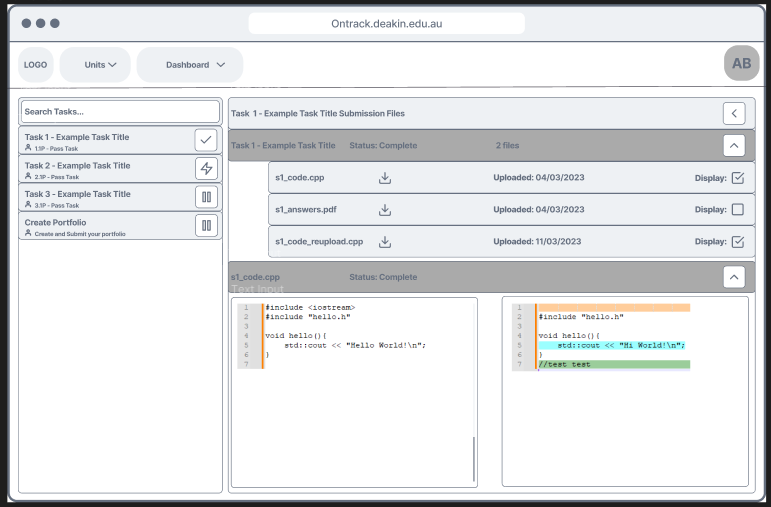 Ontrack.deakin.edu.au
LOGO
Units
Dashboard
AB
Search Tasks...
Task 1 - Example Task Title
1.1P - Pass Task
Task 2 - Example Task Title
2.1P - Pass Task
Task 3 - Example Task Title
3.1P - Pass Task
Create Portfolio
Create and Submit your portfolio
Task 1 - Example Task Title Submission Files
Task 1 - Example Task Title Status: Complete 2 files
s1_code.cpp Uploaded: 04/03/2023 Display:
s1_answers.pdf Uploaded: 04/03/2023 Display:
s1_code_reupload.cpp Uploaded: 11/03/2023 Display:
s1_code.cpp Status: Complete
Text Input
1 #include <iostream>
2 #include "hello.h"
3
4 void hello(){
5 std::cout << "Hello World!\n";
6 }
7
1
2 #include "hello.h"
3
4 void hello(){
5 std::cout << "Hi World!\n";
6 }
7 //test test